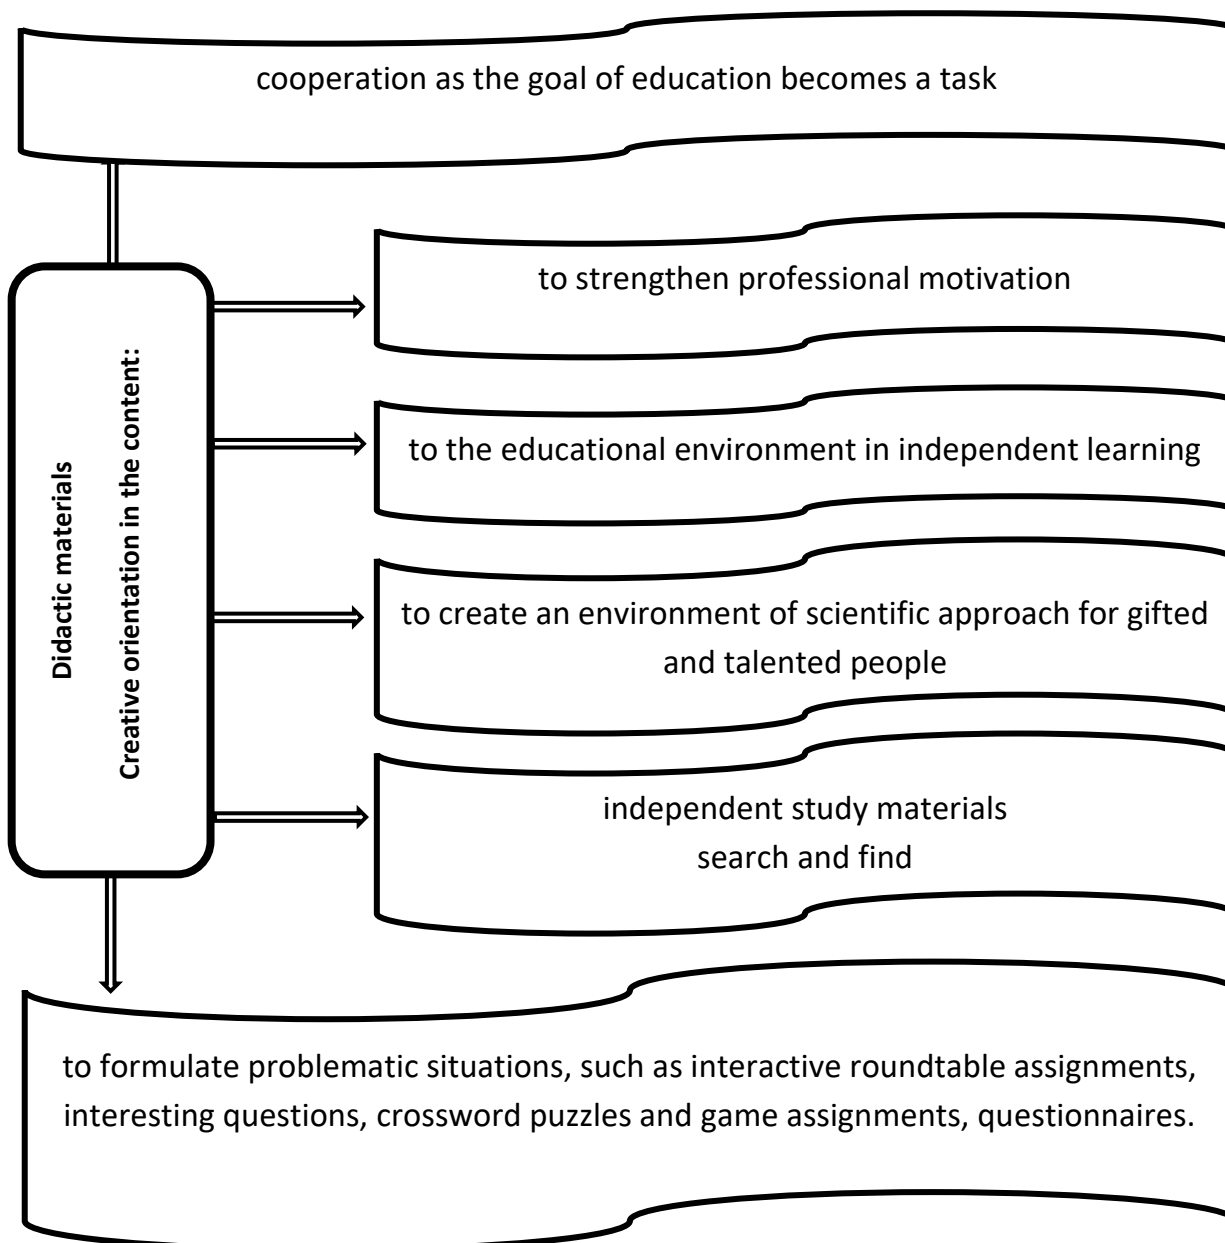 cooperation as the goal of education becomes a task
to strengthen professional motivation
Didactic materials
Creative orientation in the content:
to the educational environment in independent learning
to create an environment of scientific approach for gifted
and talented people
independent study materials
search and find
to formulate problematic situations, such as interactive roundtable assignments,
interesting questions, crossword puzzles and game assignments, questionnaires.